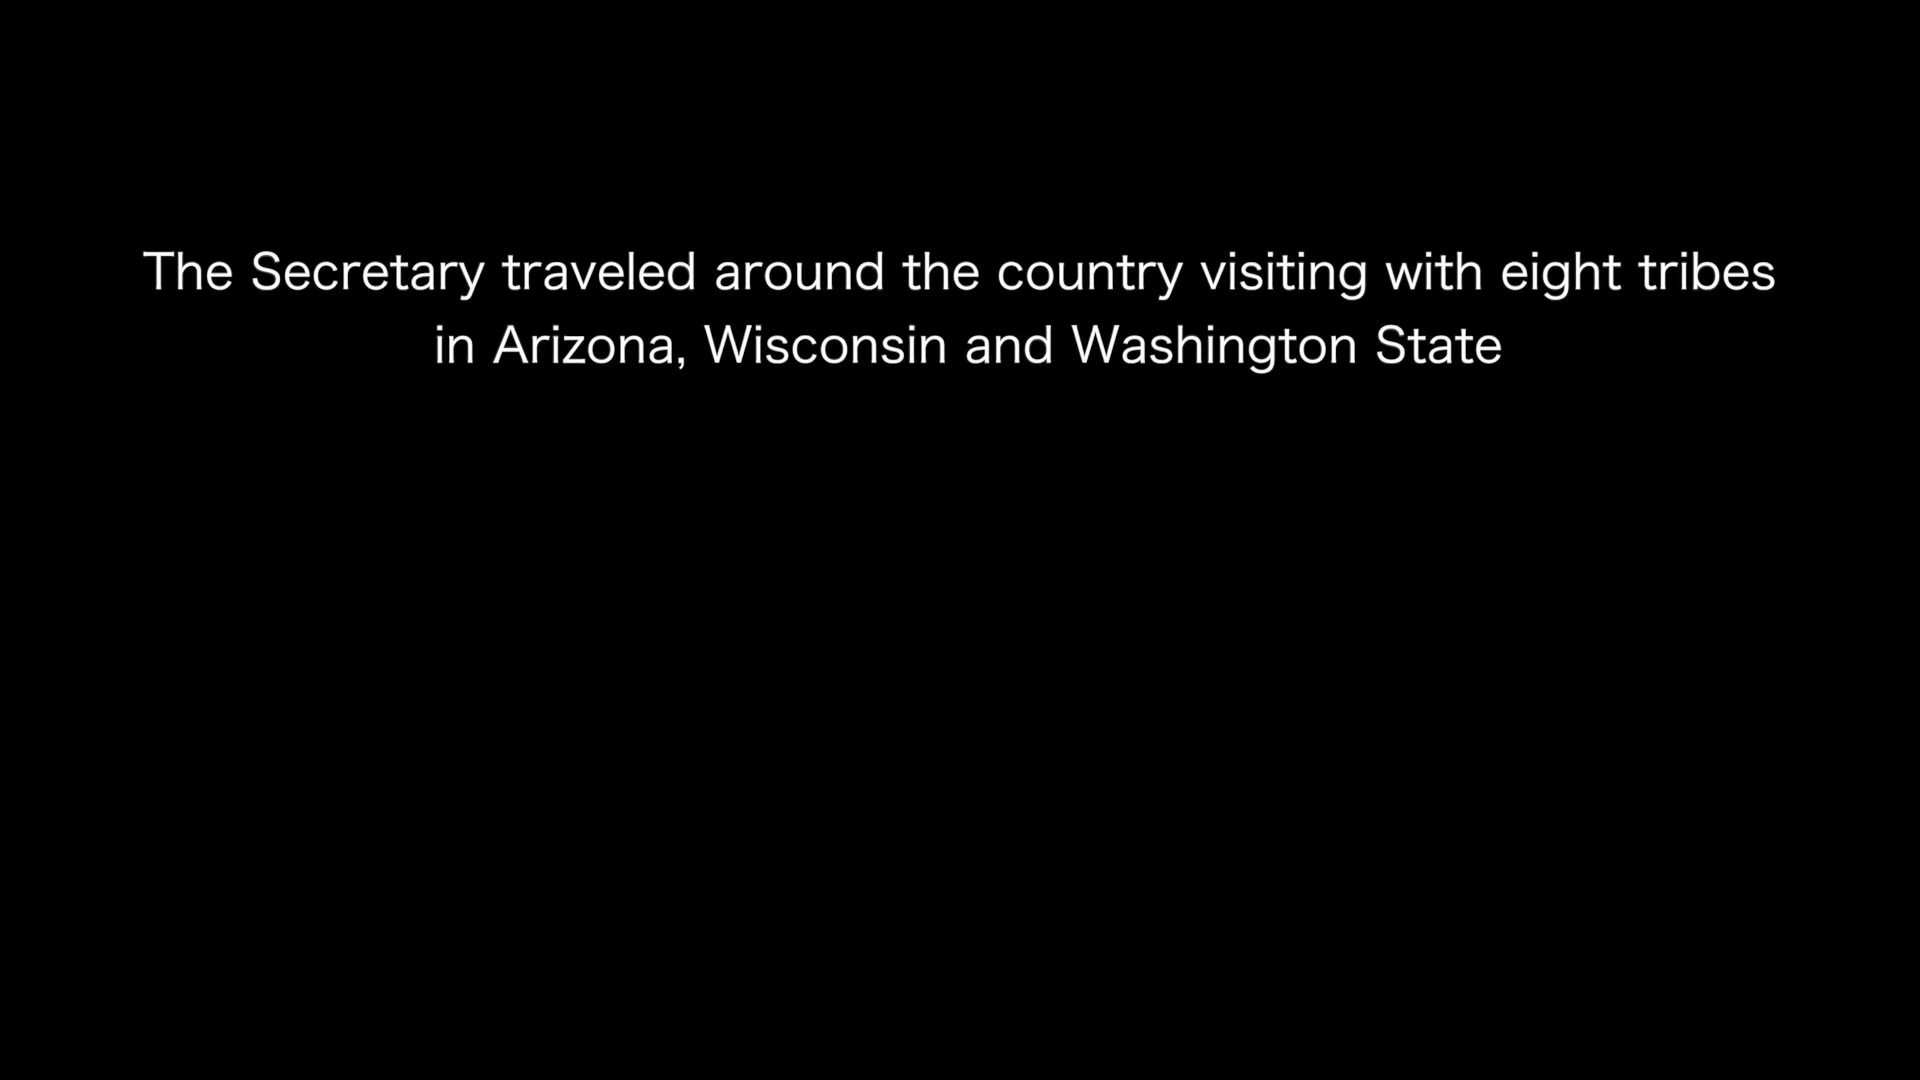 The Secretary traveled around the country visiting with eight tribes
in Arizona, Wisconsin and Washington State